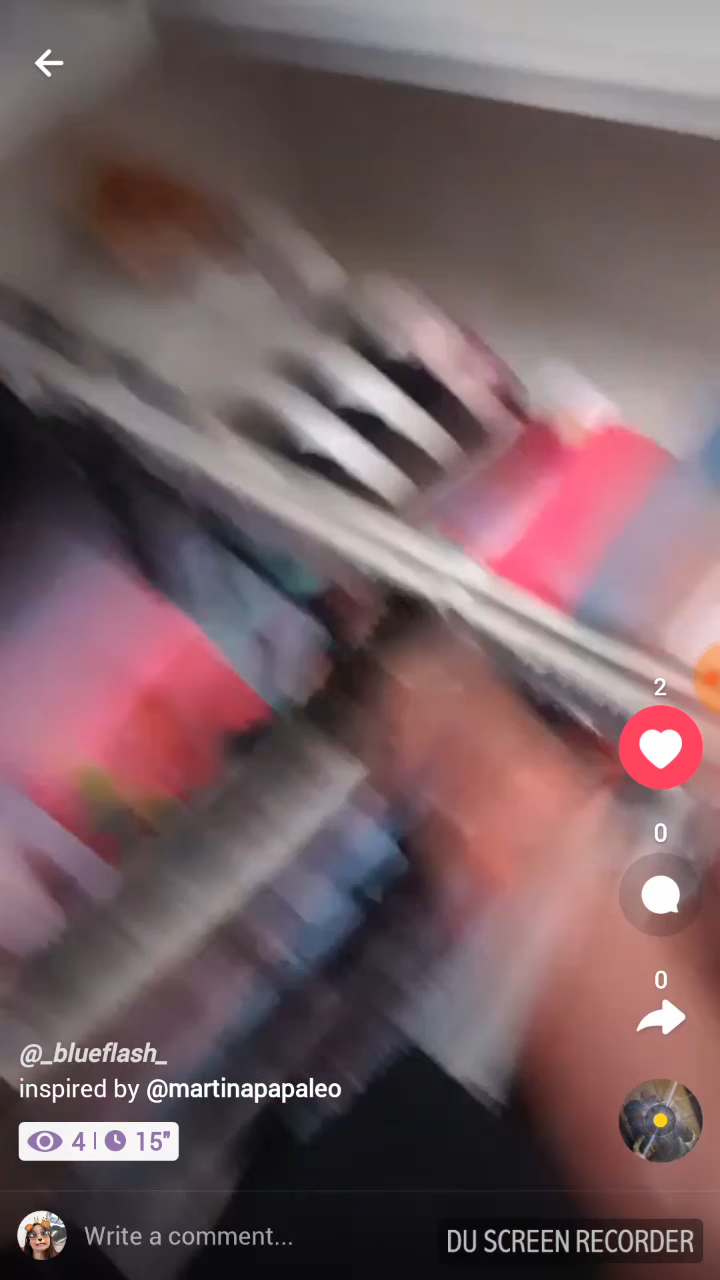 2
0
0
@_blueflash_
inspired by @martinapapaleo
4 15"
Write a comment...
DU SCREEN RECORDER